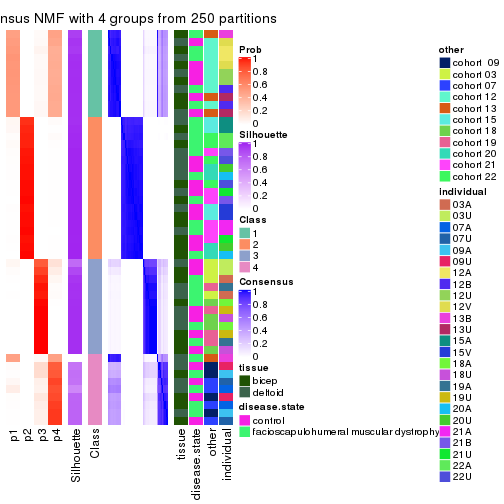 nsus NMF with 4 groups from 250 partitions
Prob
1
0.8
0.6
0.4
0.2
0
Silhouette
1
0.8
0.6
0.4
0.2
0
Class
1
2
3
4
Consensus
1
0.8
0.6
0.4
0.2
0
tissue
bicep
deltoid
disease.state
control
facioscapulohumeral muscular dystrophy
other
cohort  09
cohort 03
cohort 07
cohort 12
cohort 13
cohort 15
cohort 18
cohort 19
cohort 20
cohort 21
cohort 22
individual
03A
03U
07A
07U
09A
09U
12A
12B
12U
12V
13B
13U
15A
15V
18A
18U
19A
19U
20A
20U
21A
21B
21U
22A
22U
p1
p2
p3
p4
Silhouette
Class
tissue
disease.state
other
individual